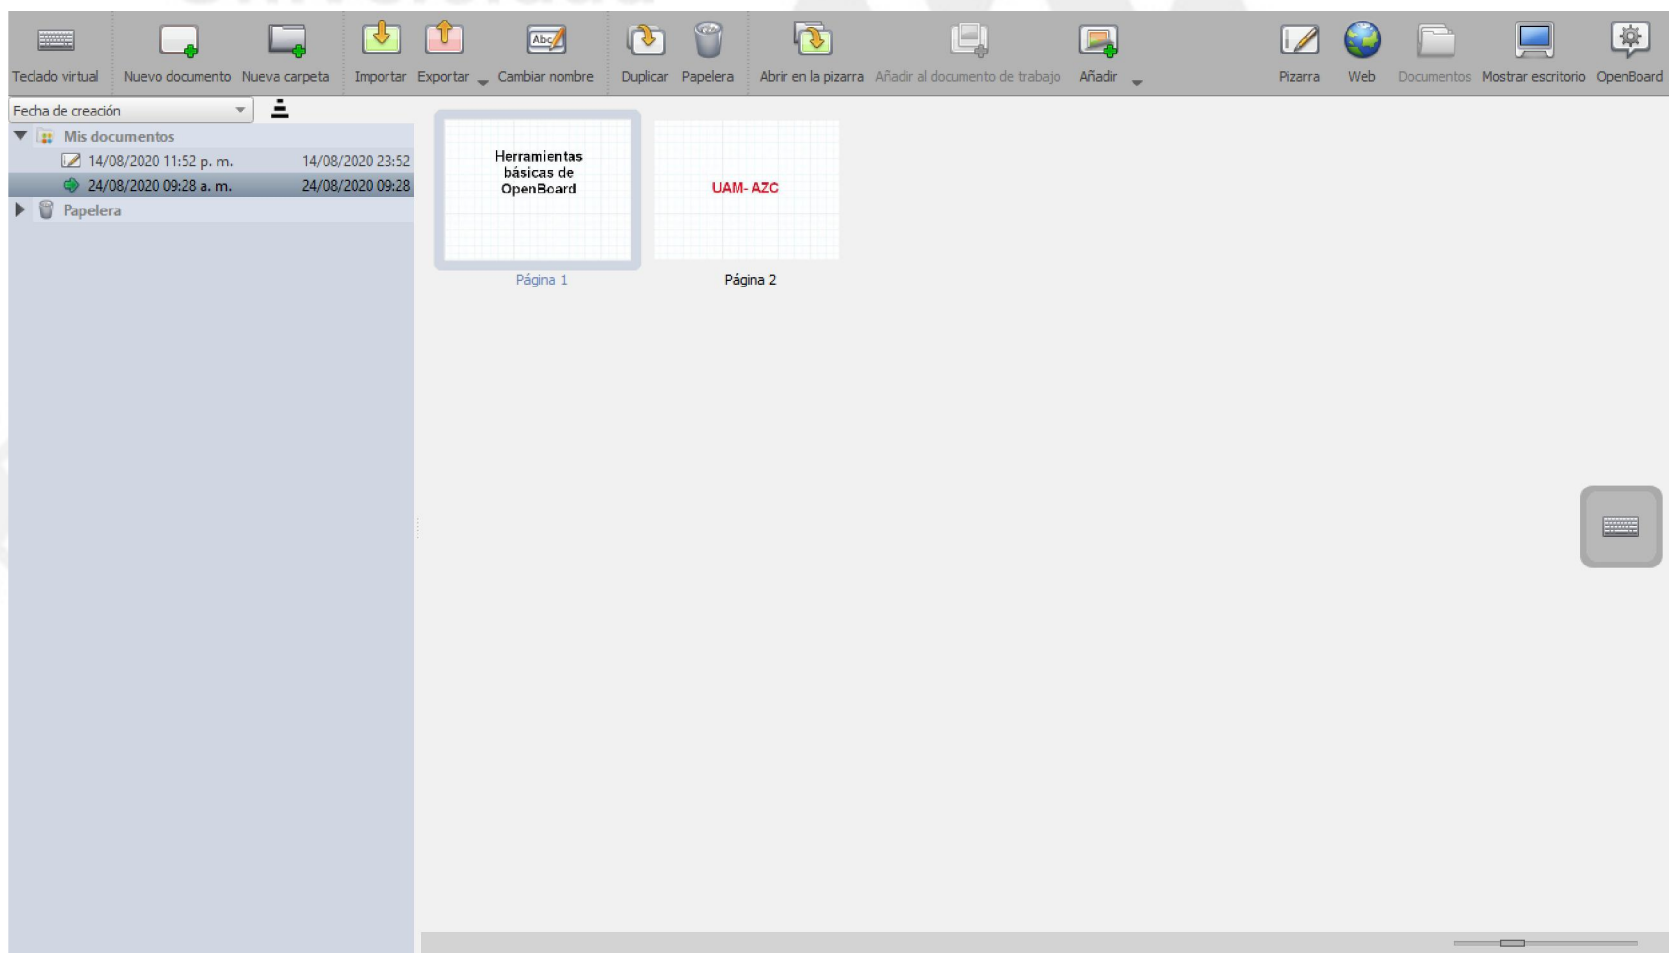 Teclado virtual Nuevo documento Nueva carpeta Importar Exportar Cambiar nombre Duplicar Papelera Abrir en la pizarra Añadir al documento de trabajo Añadir Pizarra Web Documentos Mostrar escritorio OpenBoard
Abc
Fecha de creación
Mis documentos
14/08/2020 11:52 p. m. 14/08/2020 23:52
24/08/2020 09:28 a. m. 24/08/2020 09:28
Papelera
Herramientas
básicas de
OpenBoard
Página 1
UAM- AZC
Página 2